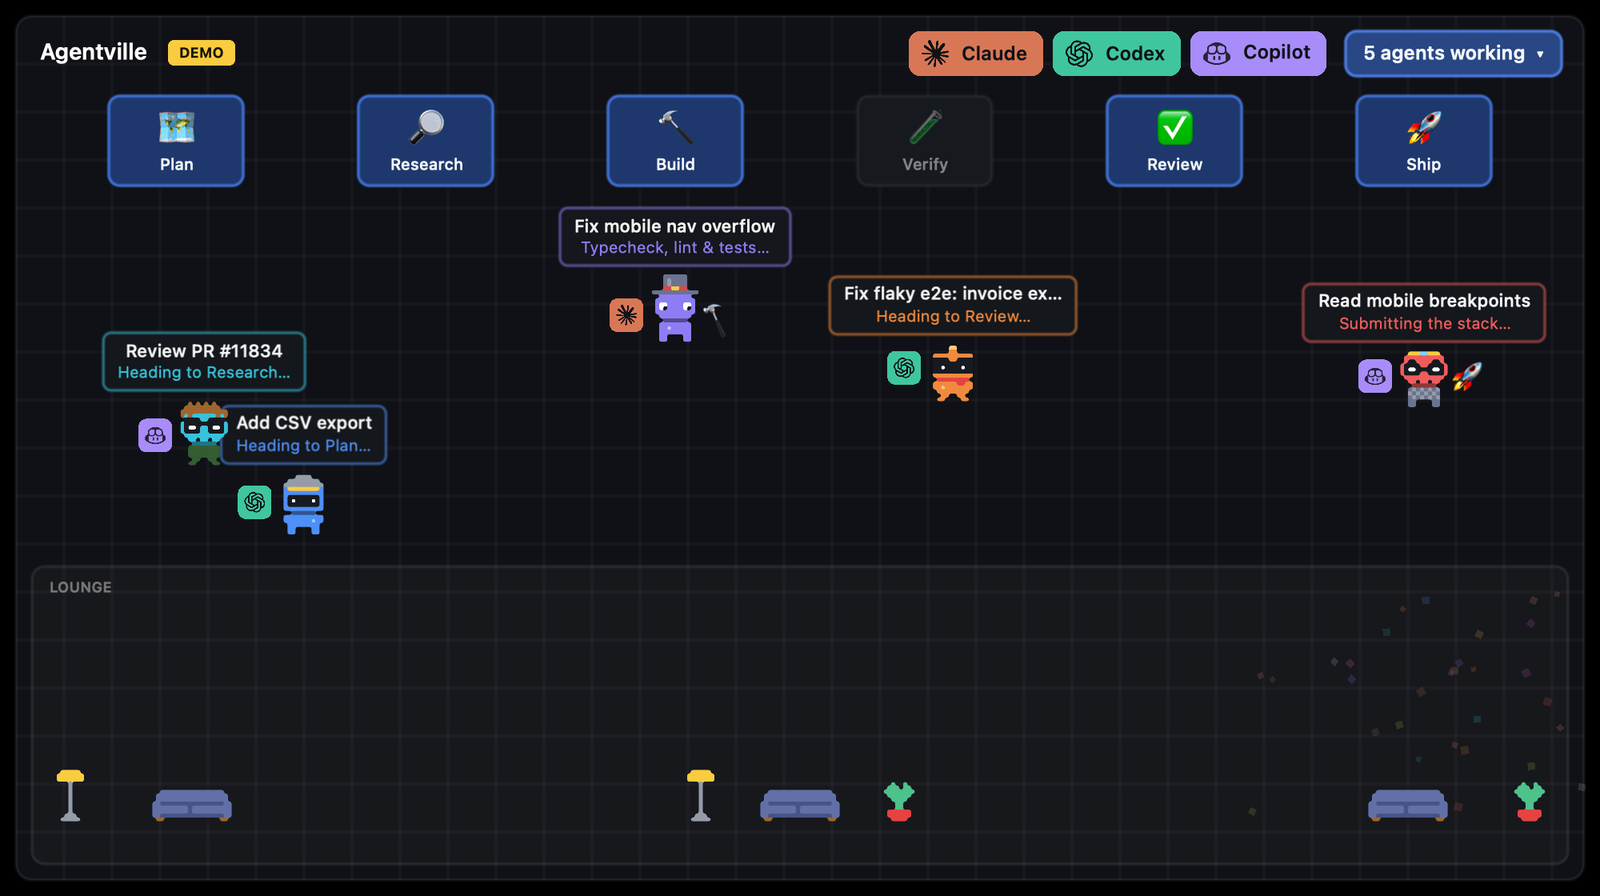 Agentville
DEMO
Claude
Codex
Copilot
5 agents working
Plan
Research
Build
Verify
Review
Ship
Fix mobile nav overflow
Typecheck, lint & tests...
Fix flaky e2e: invoice ex...
Heading to Review...
Read mobile breakpoints
Submitting the stack...
Review PR #11834
Heading to Research...
Add CSV export
Heading to Plan...
LOUNGE